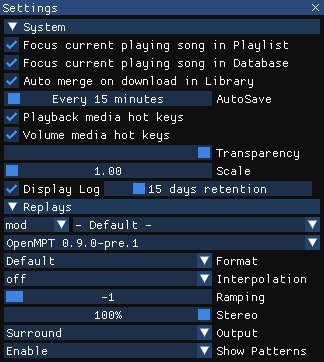 Settings
System
Focus current playing song in Playlist
Focus current playing song in Database
Auto merge on download in Library
Every 15 minutes AutoSave
Playback media hot keys
Volume media hot keys
Transparency
1.00 Scale
Display Log 15 days retention
Replays
mod - Default -
OpenMPT 0.9.0-pre.1
Default Format
off Interpolation
-1 Ramping
100% Stereo
Surround Output
Enable Show Patterns